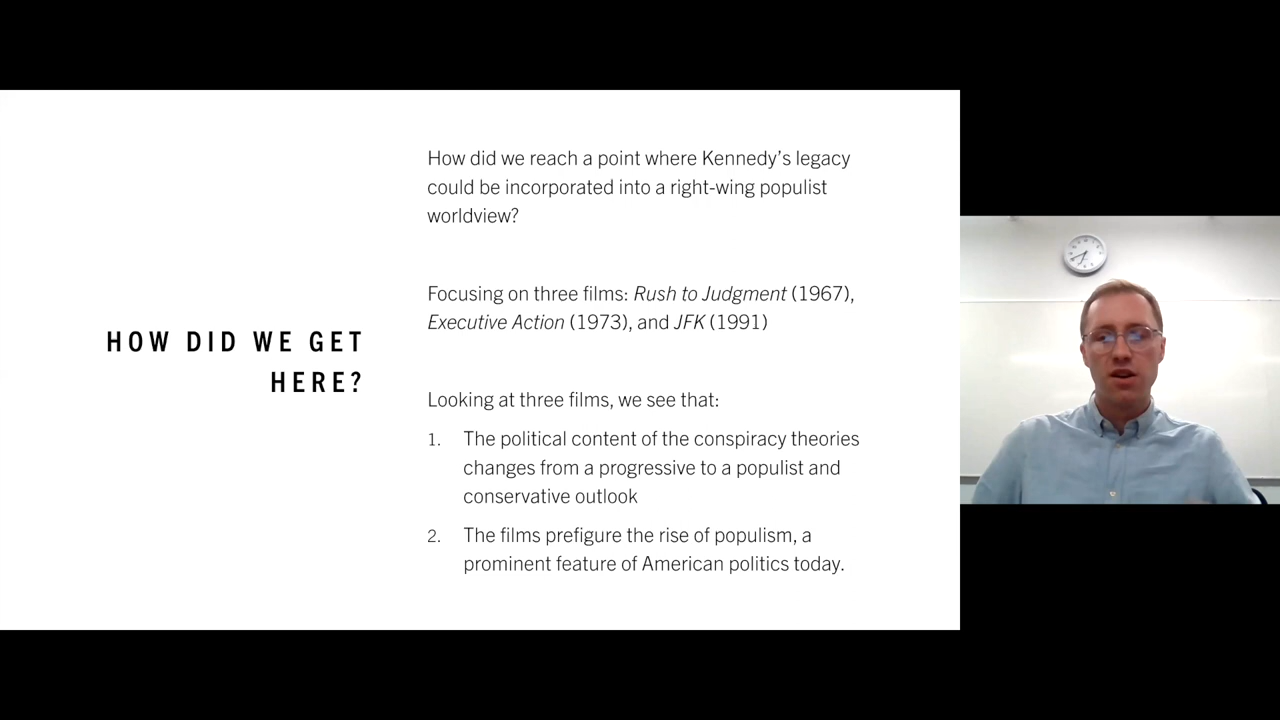 HOW DID WE GET
HERE?
How did we reach a point where Kennedy’s legacy
could be incorporated into a right-wing populist
worldview?
Focusing on three films: Rush to Judgment (1967),
Executive Action (1973), and JFK (1991)
Looking at three films, we see that:
1. The political content of the conspiracy theories
changes from a progressive to a populist and
conservative outlook
2. The films prefigure the rise of populism, a
prominent feature of American politics today.